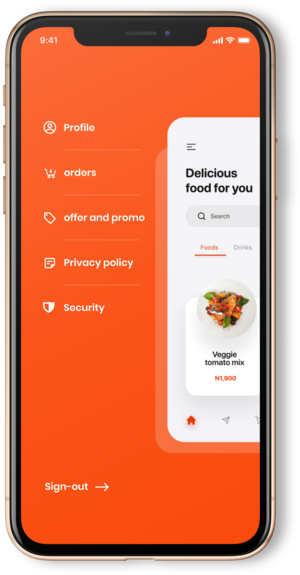 9:41
Profile
orders
offer and promo
Privacy policy
Security
Sign-out
Delicious
food for you
Search
Foods Drinks
Veggie
tomato mix
N1,900